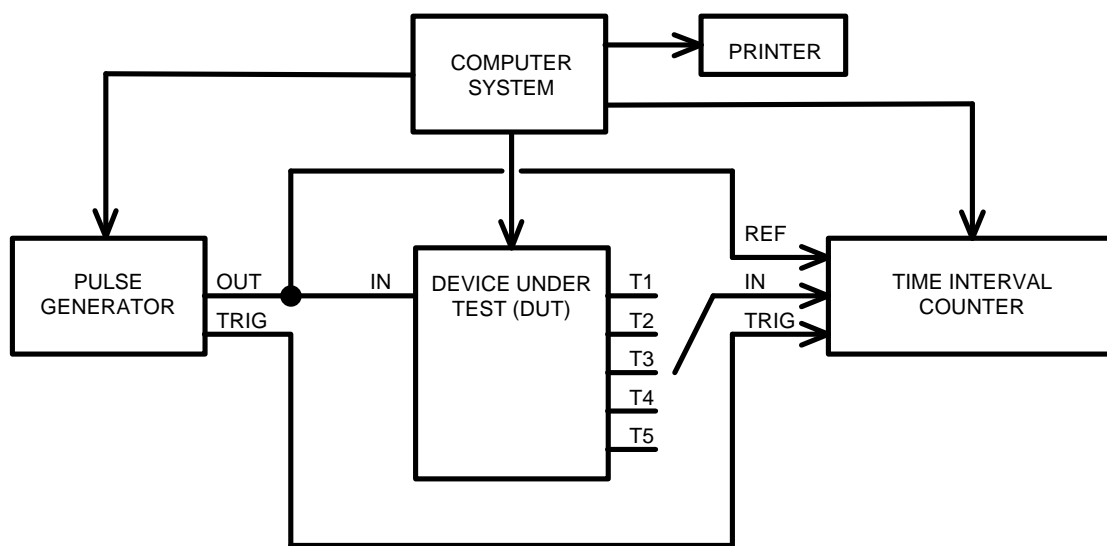 COMPUTER
SYSTEM
PRINTER
PULSE
GENERATOR
OUT
TRIG
IN
DEVICE UNDER
TEST (DUT)
T1
T2
T3
T4
T5
REF
IN
TRIG
TIME INTERVAL
COUNTER